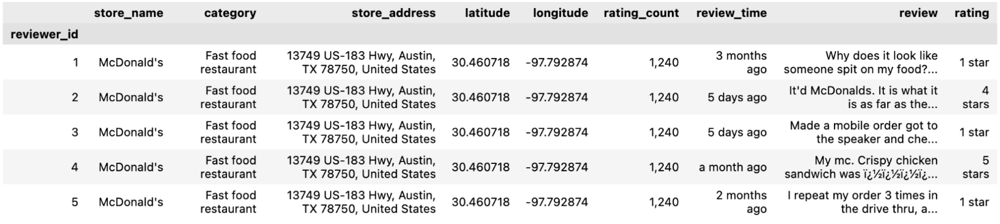 store_name category store_address latitude longitude rating_count review_time review rating
reviewer_id
1 McDonald's Fast food restaurant 13749 US-183 Hwy, Austin, TX 78750, United States 30.460718 -97.792874 1,240 3 months ago Why does it look like someone spit on my food?... 1 star
2 McDonald's Fast food restaurant 13749 US-183 Hwy, Austin, TX 78750, United States 30.460718 -97.792874 1,240 5 days ago It'd McDonalds. It is what it is as far as the... 4 stars
3 McDonald's Fast food restaurant 13749 US-183 Hwy, Austin, TX 78750, United States 30.460718 -97.792874 1,240 5 days ago Made a mobile order got to the speaker and che... 1 star
4 McDonald's Fast food restaurant 13749 US-183 Hwy, Austin, TX 78750, United States 30.460718 -97.792874 1,240 a month ago My mc. Crispy chicken sandwich was ï¿½ï¿½ï¿½ï¿... 5 stars
5 McDonald's Fast food restaurant 13749 US-183 Hwy, Austin, TX 78750, United States 30.460718 -97.792874 1,240 2 months ago I repeat my order 3 times in the drive thru, a... 1 star